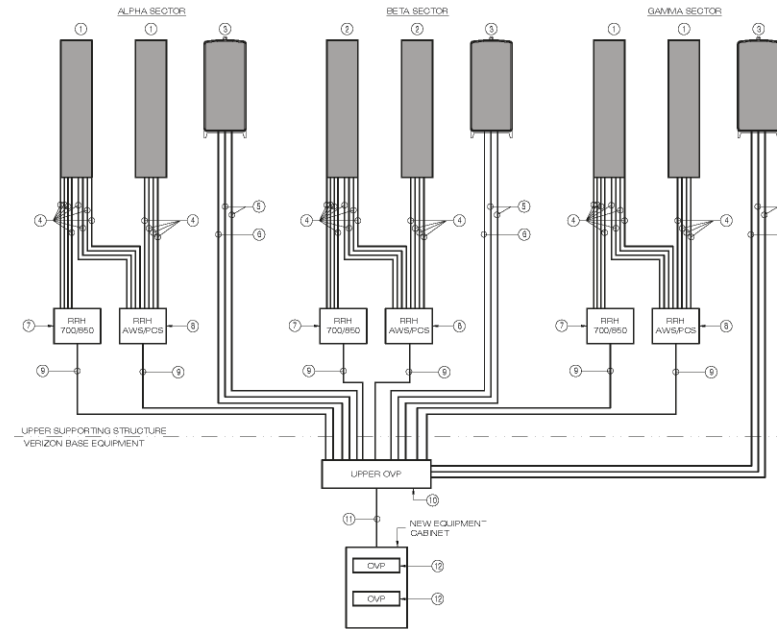 ALPHA SECTOR
BETA SECTOR
GAMMA SECTOR
1
1
3
2
2
3
1
1
3
4
4
5
6
4
4
5
6
4
4
7
RRH
700/850
RRH
AWS/PCS
8
7
RRH
700/850
RRH
AWS/PCS
8
7
RRH
700/850
RRH
AWS/PCS
8
9
9
9
9
9
9
UPPER SUPPORTING STRUCTURE
VERIZON BASE EQUIPMENT
UPPER OVP
10
11
NEW EQUIPMENT
CABINET
OVP
12
OVP
12